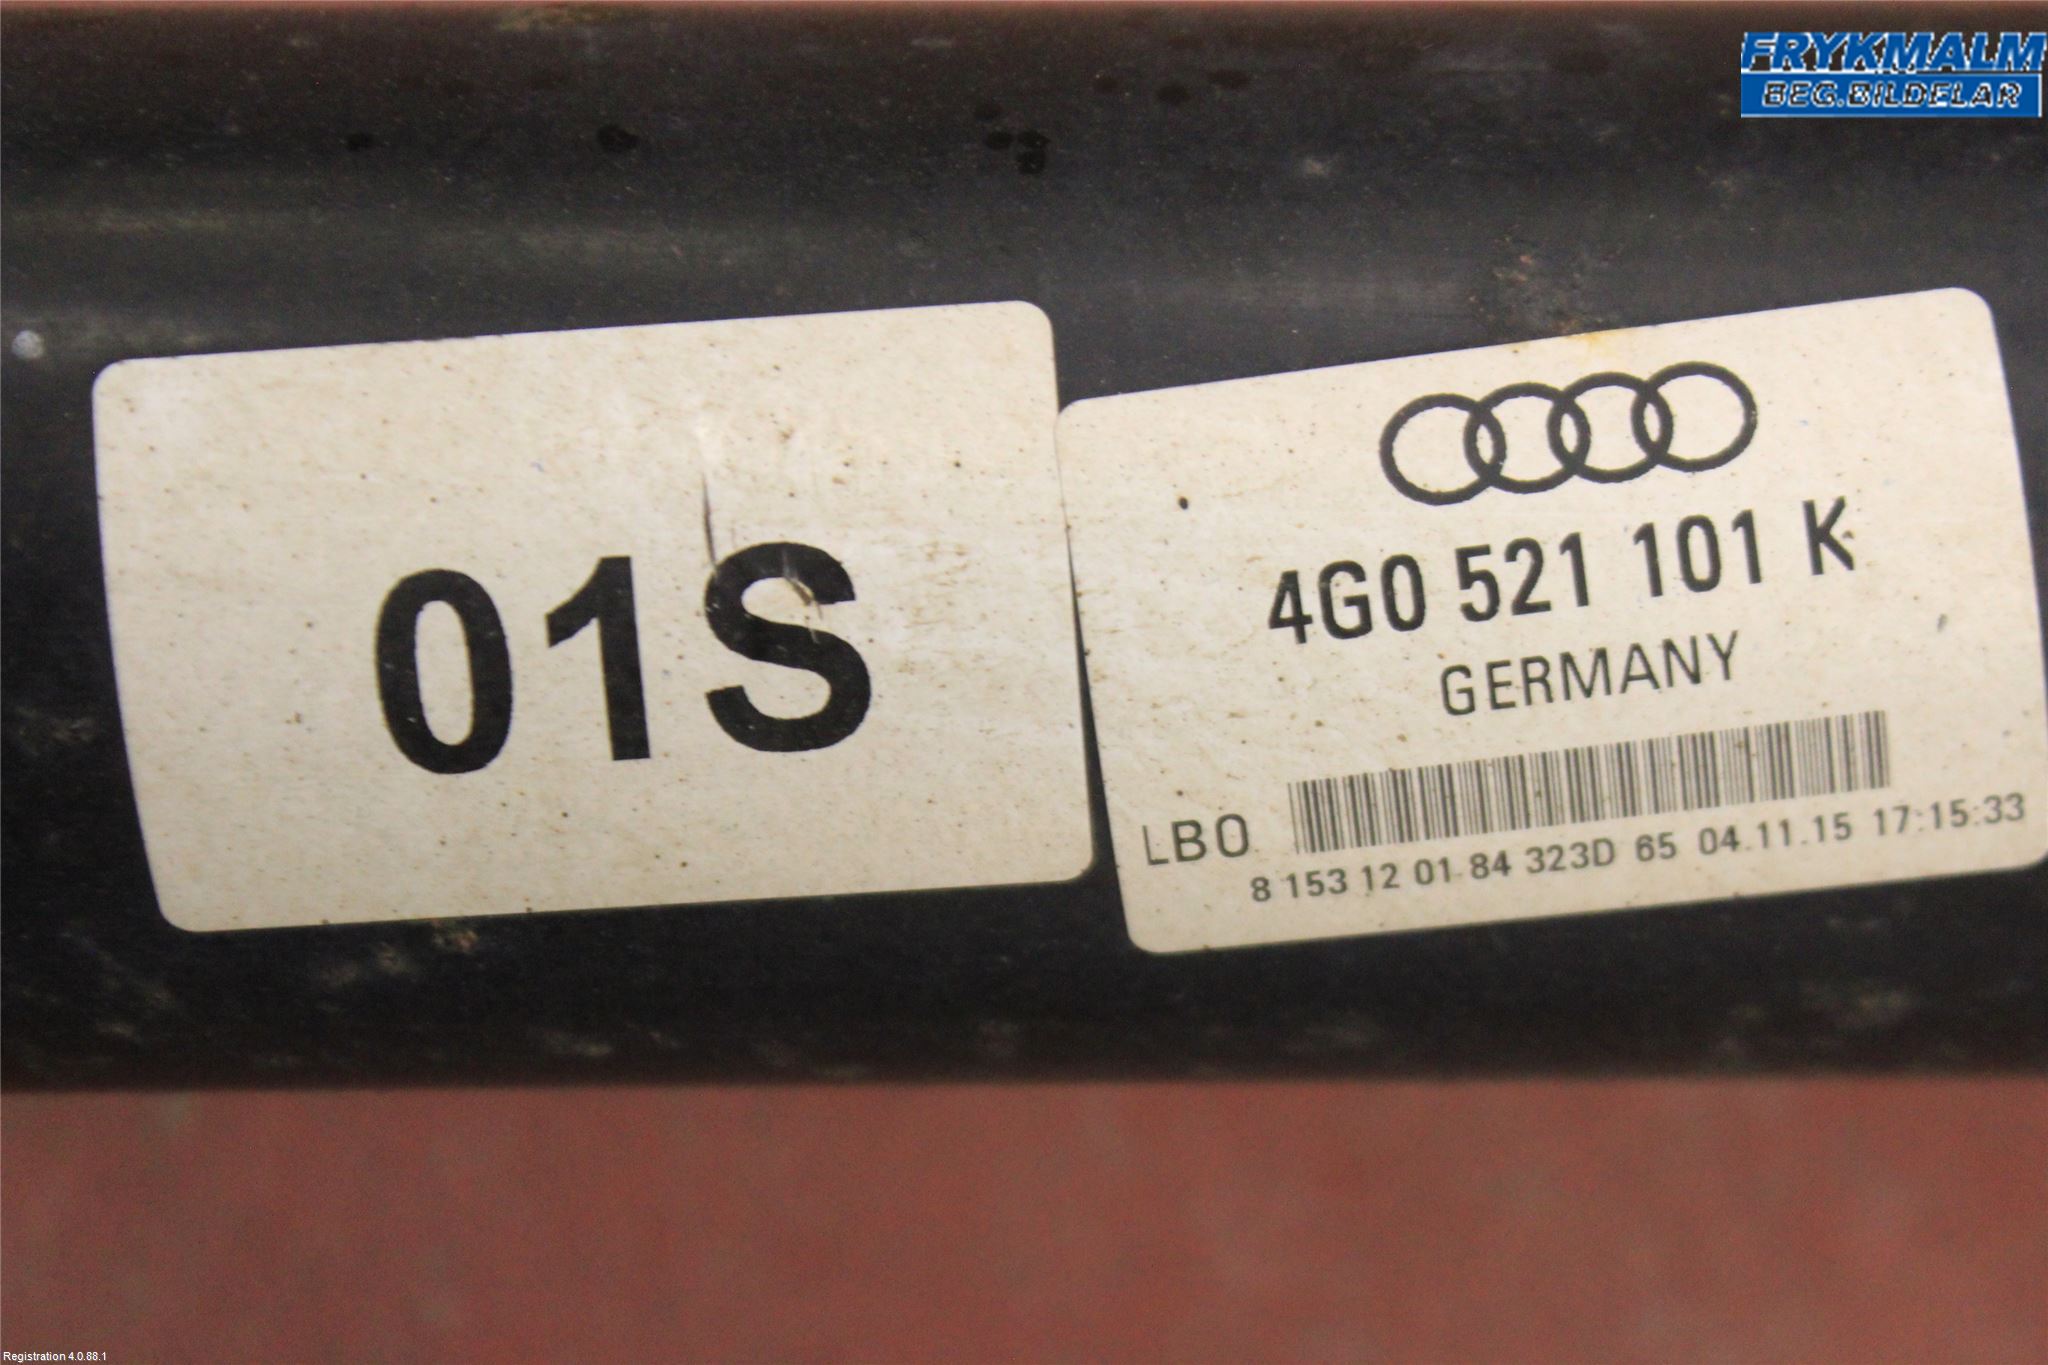 FRYKMALM
BEG.BILDELAR
01S
4G0 521 101 K
GERMANY
LBO
8 153 12 01 84 323D 65 04.11.15 17:15:33
Registration 4.0.88.1